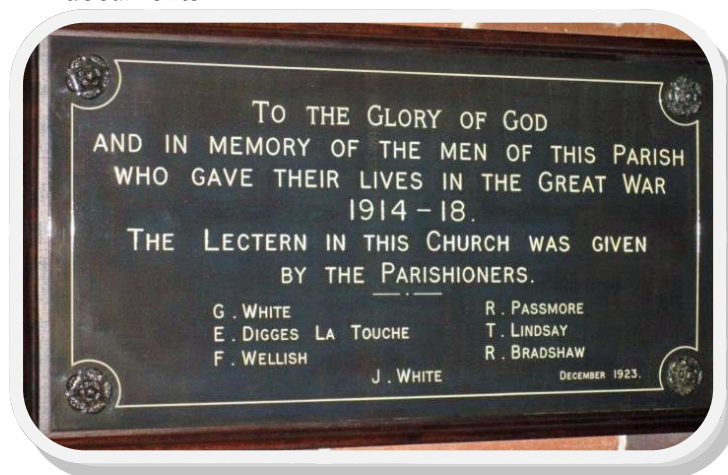 TO THE GLORY OF GOD
AND IN MEMORY OF THE MEN OF THIS PARISH
WHO GAVE THEIR LIVES IN THE GREAT WAR
1914-18.
THE LECTERN IN THIS CHURCH WAS GIVEN
BY THE PARISHIONERS.
G. WHITE R. PASSMORE
E. DIGGES LA TOUCHE T. LINDSAY
F. WELLISH R. BRADSHAW
J. WHITE DECEMBER 1923.